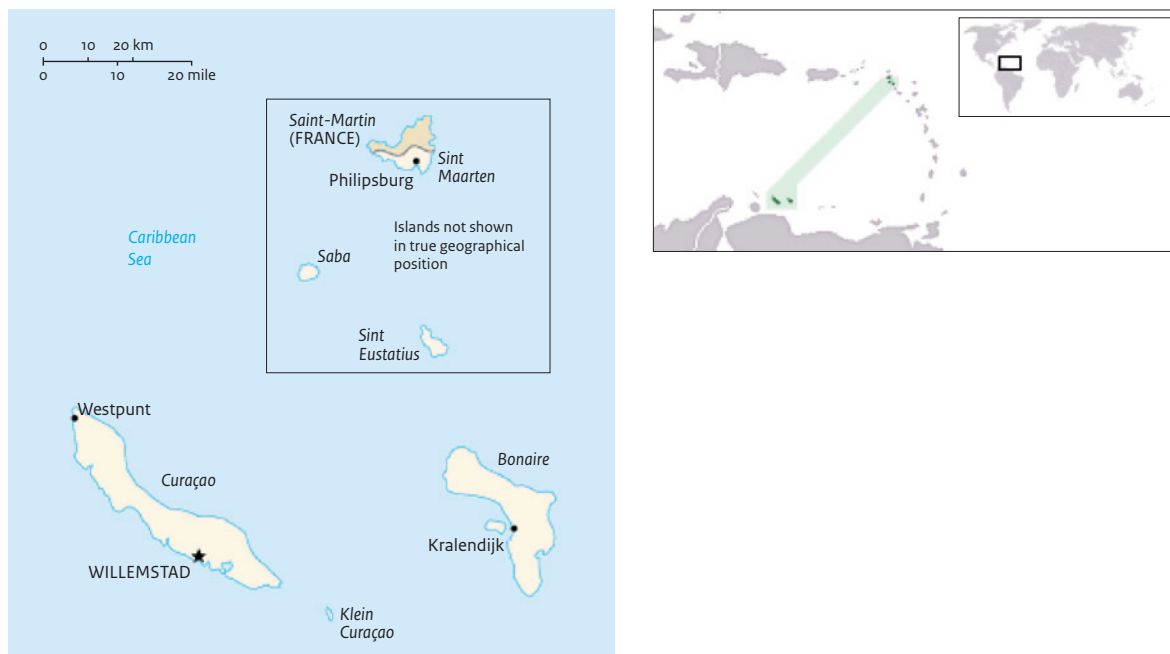 0 10 20 km
0 10 20 mile
Saint-Martin
(FRANCE)
Sint
Maarten
Philipsburg
Islands not shown
in true geographical
position
Caribbean
Sea
Saba
Sint
Eustatius
Westpunt
Curaçao
Bonaire
Kralendijk
WILLEMSTAD
Klein
Curaçao